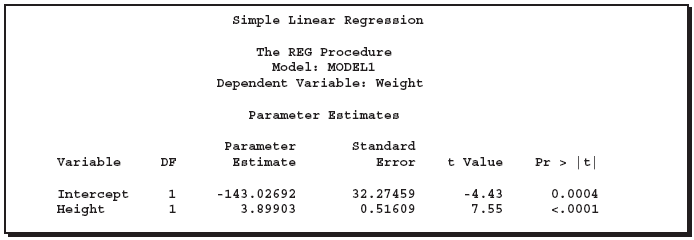 Simple Linear Regression
The REG Procedure
Model: MODEL1
Dependent Variable: Weight
Parameter Estimates
Parameter Standard
Variable DF Estimate Error t Value Pr > |t|
Intercept 1 -143.02692 32.27459 -4.43 0.0004
Height 1 3.89903 0.51609 7.55 <.0001